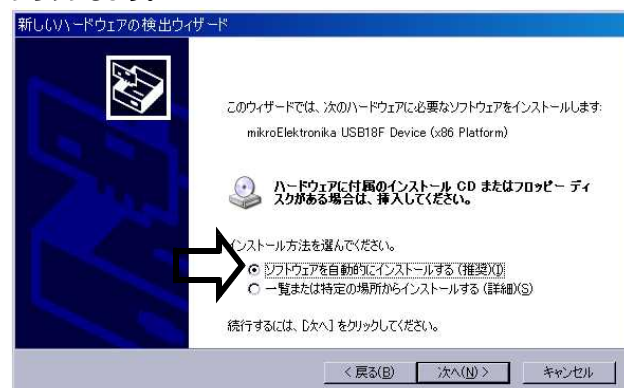 新しいハードウェアの検出ウィザード
このウィザードでは、次のハードウェアに必要なソフトウェアをインストールします:
mikroElektronika USB18F Device (x86 Platform)
ハードウェアに付属のインストール CD またはフロッピー ディ
スクがある場合は、挿入してください。
インストール方法を選んでください。
ソフトウェアを自動的にインストールする (推奨)(I)
一覧または特定の場所からインストールする (詳細)(S)
続行するには、[次へ] をクリックしてください。
< 戻る(B) 次へ(N) > キャンセル